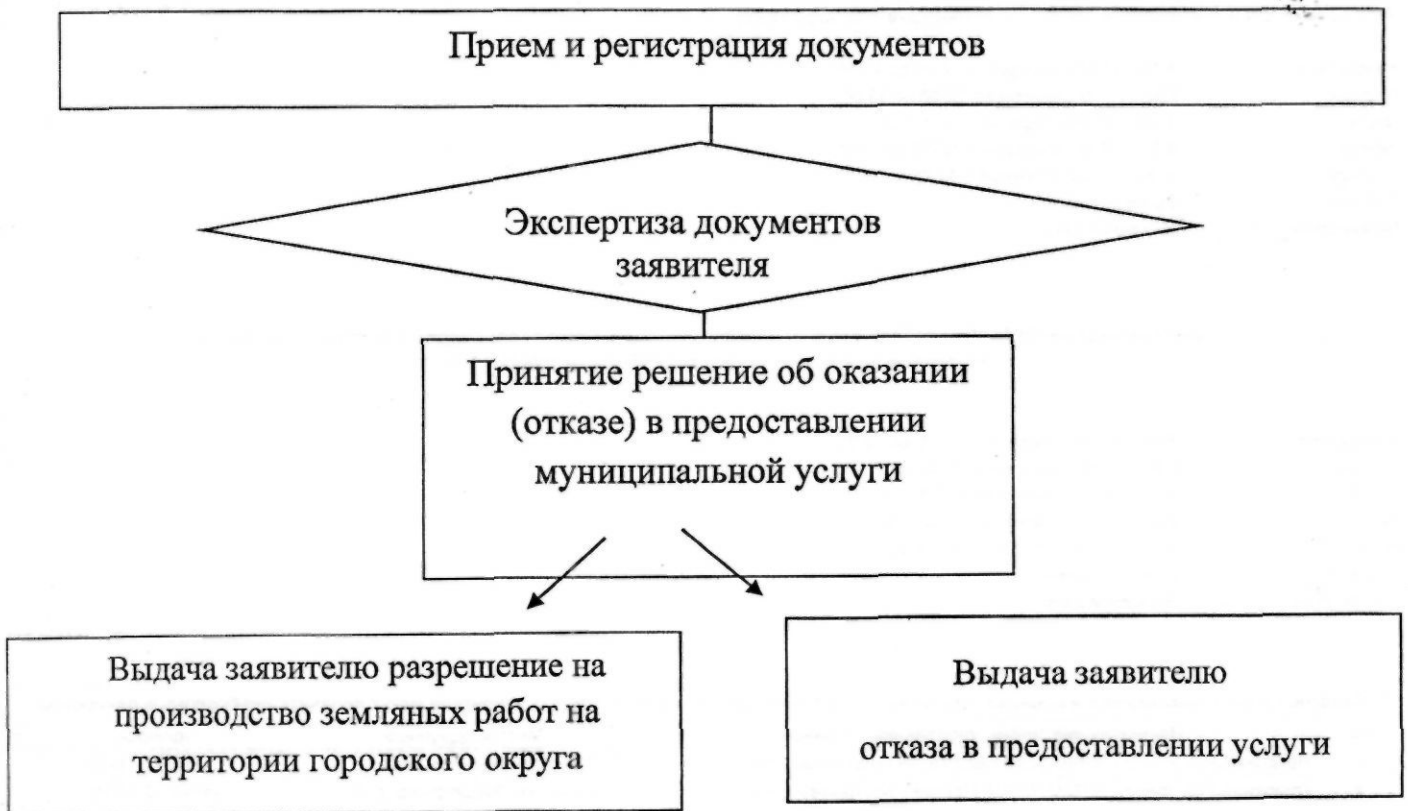 Прием и регистрация документов
Экспертиза документов
заявителя
Принятие решение об оказании
(отказе) в предоставлении
муниципальной услуги
Выдача заявителю разрешение на
производство земляных работ на
территории городского округа
Выдача заявителю
отказа в предоставлении услуги